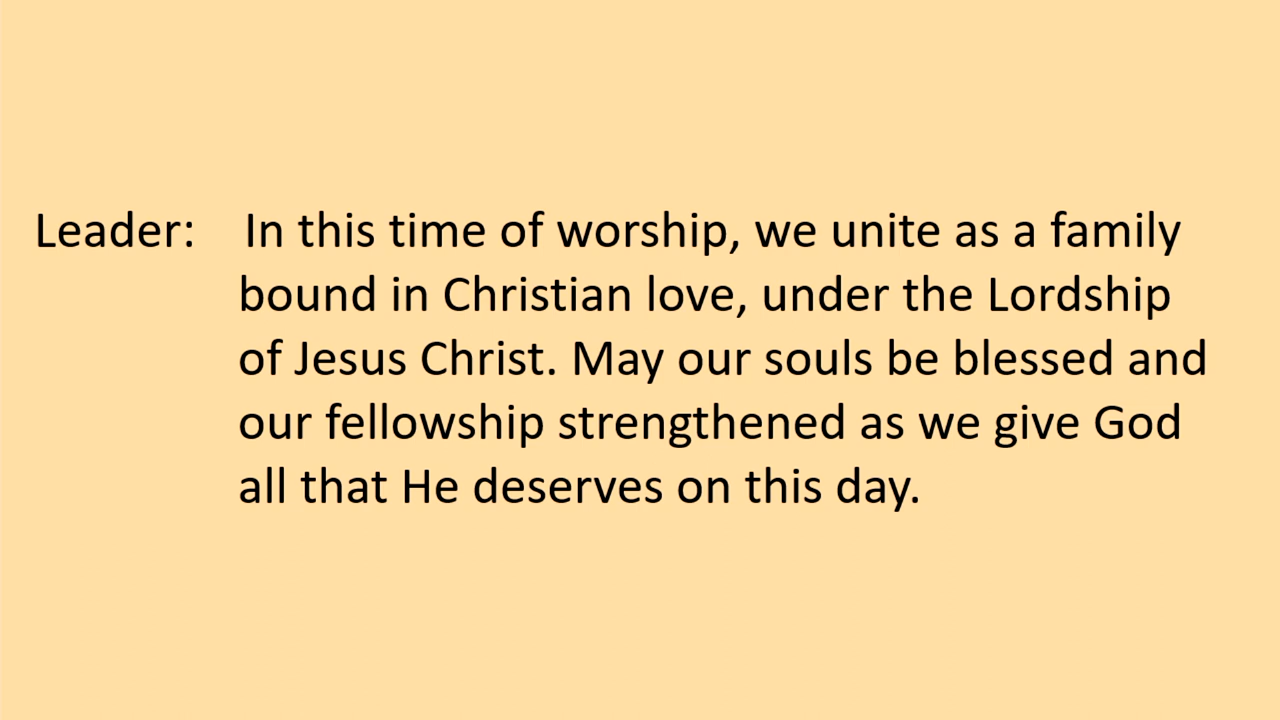 Leader: In this time of worship, we unite as a family
bound in Christian love, under the Lordship
of Jesus Christ. May our souls be blessed and
our fellowship strengthened as we give God
all that He deserves on this day.